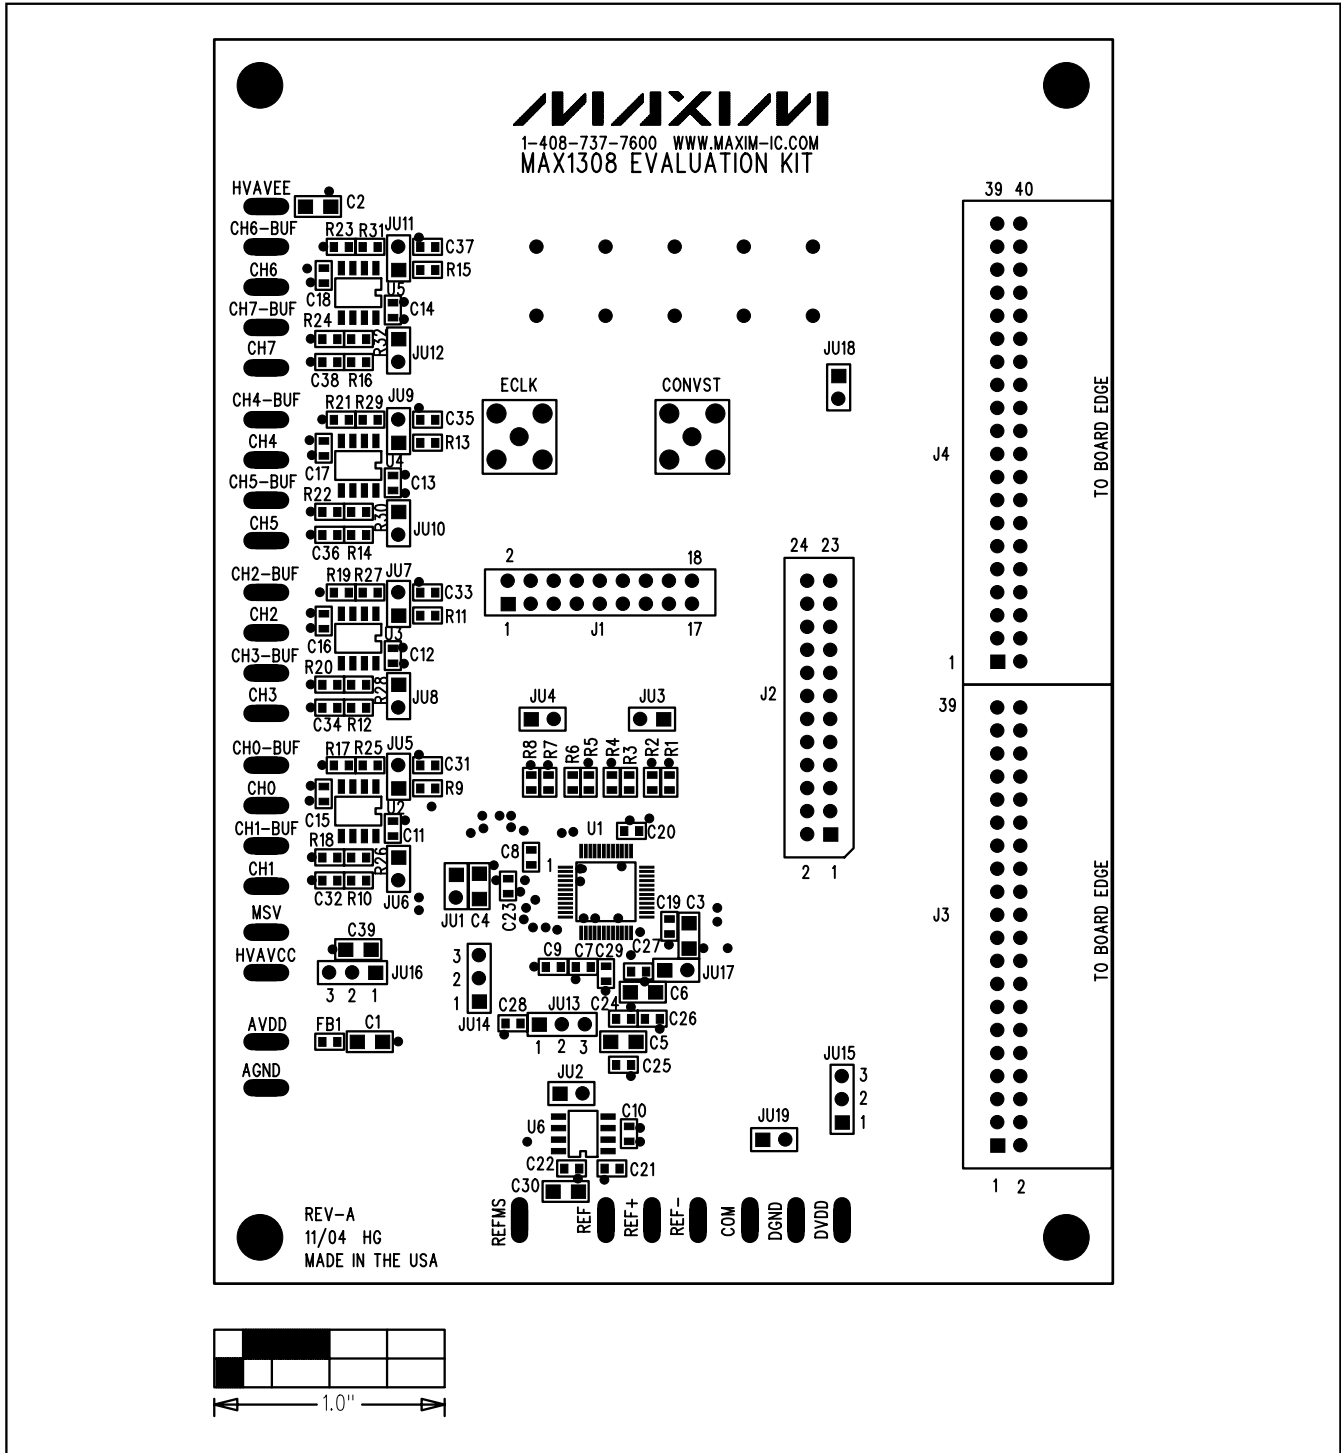 MAXIM
1-408-737-7600 WWW.MAXIM-IC.COM
MAX1308 EVALUATION KIT
HVAVEE
C2
CH6-BUF
R23 R31 JU11
C37
CH6
R15
C18
U5
C14
CH7-BUF
R24
R32
JU12
CH7
C38 R16
CH4-BUF
R21 R29 JU9
C35
CH4
R13
C17
U4
C13
CH5-BUF
R22
R30
JU10
CH5
C36 R14
CH2-BUF
R19 R27 JU7
C33
CH2
R11
C16
U3
C12
CH3-BUF
R20
R28
JU8
CH3
C34 R12
CH0-BUF
R17 R25 JU5
C31
CH0
R9
C15
U2
C11
CH1-BUF
R18
R26
JU6
CH1
C32 R10
MSV
C39
HVAVCC
JU16
3 2 1
AVDD
FB1 C1
AGND
ECLK
CONVST
JU18
2 18
1 J1 17
24 23
J2
2 1
39 40
J4
TO BOARD EDGE
1
39
J3
TO BOARD EDGE
1 2
JU4 JU3
R8 R7 R6 R5 R4 R3 R2 R1
U1
C20
C8
1
JU1 C4 C23
C19 C3
3
2
1
JU14
C9 C7 C29 C27
JU17
C6
C28 JU13 C24
C26
1 2 3
C5
C25
JU2
U6
C10
C22
C21
C30
JU15
3
2
1
JU19
REFMS
REF
REF+
REF-
COM
DGND
DVDD
REV-A
11/04 HG
MADE IN THE USA
1.0"